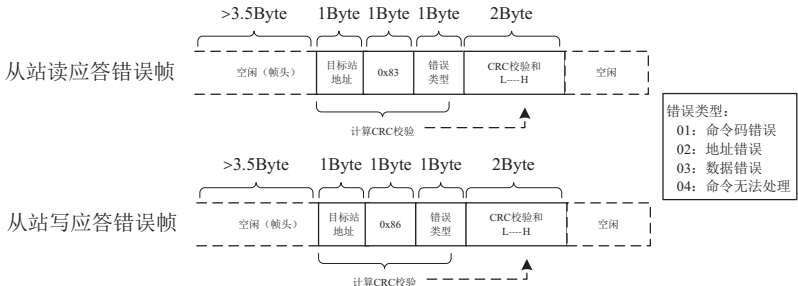 >3.5Byte 1Byte 1Byte 1Byte 2Byte
从站读应答错误帧
空闲（帧头）
目标站
地址
0x83
错误
类型
CRC校验和
L----H
空闲
计算CRC校验
错误类型：
01：命令码错误
02：地址错误
03：数据错误
04：命令无法处理
>3.5Byte 1Byte 1Byte 1Byte 2Byte
从站写应答错误帧
空闲（帧头）
目标站
地址
0x86
错误
类型
CRC校验和
L----H
空闲
计算CRC校验